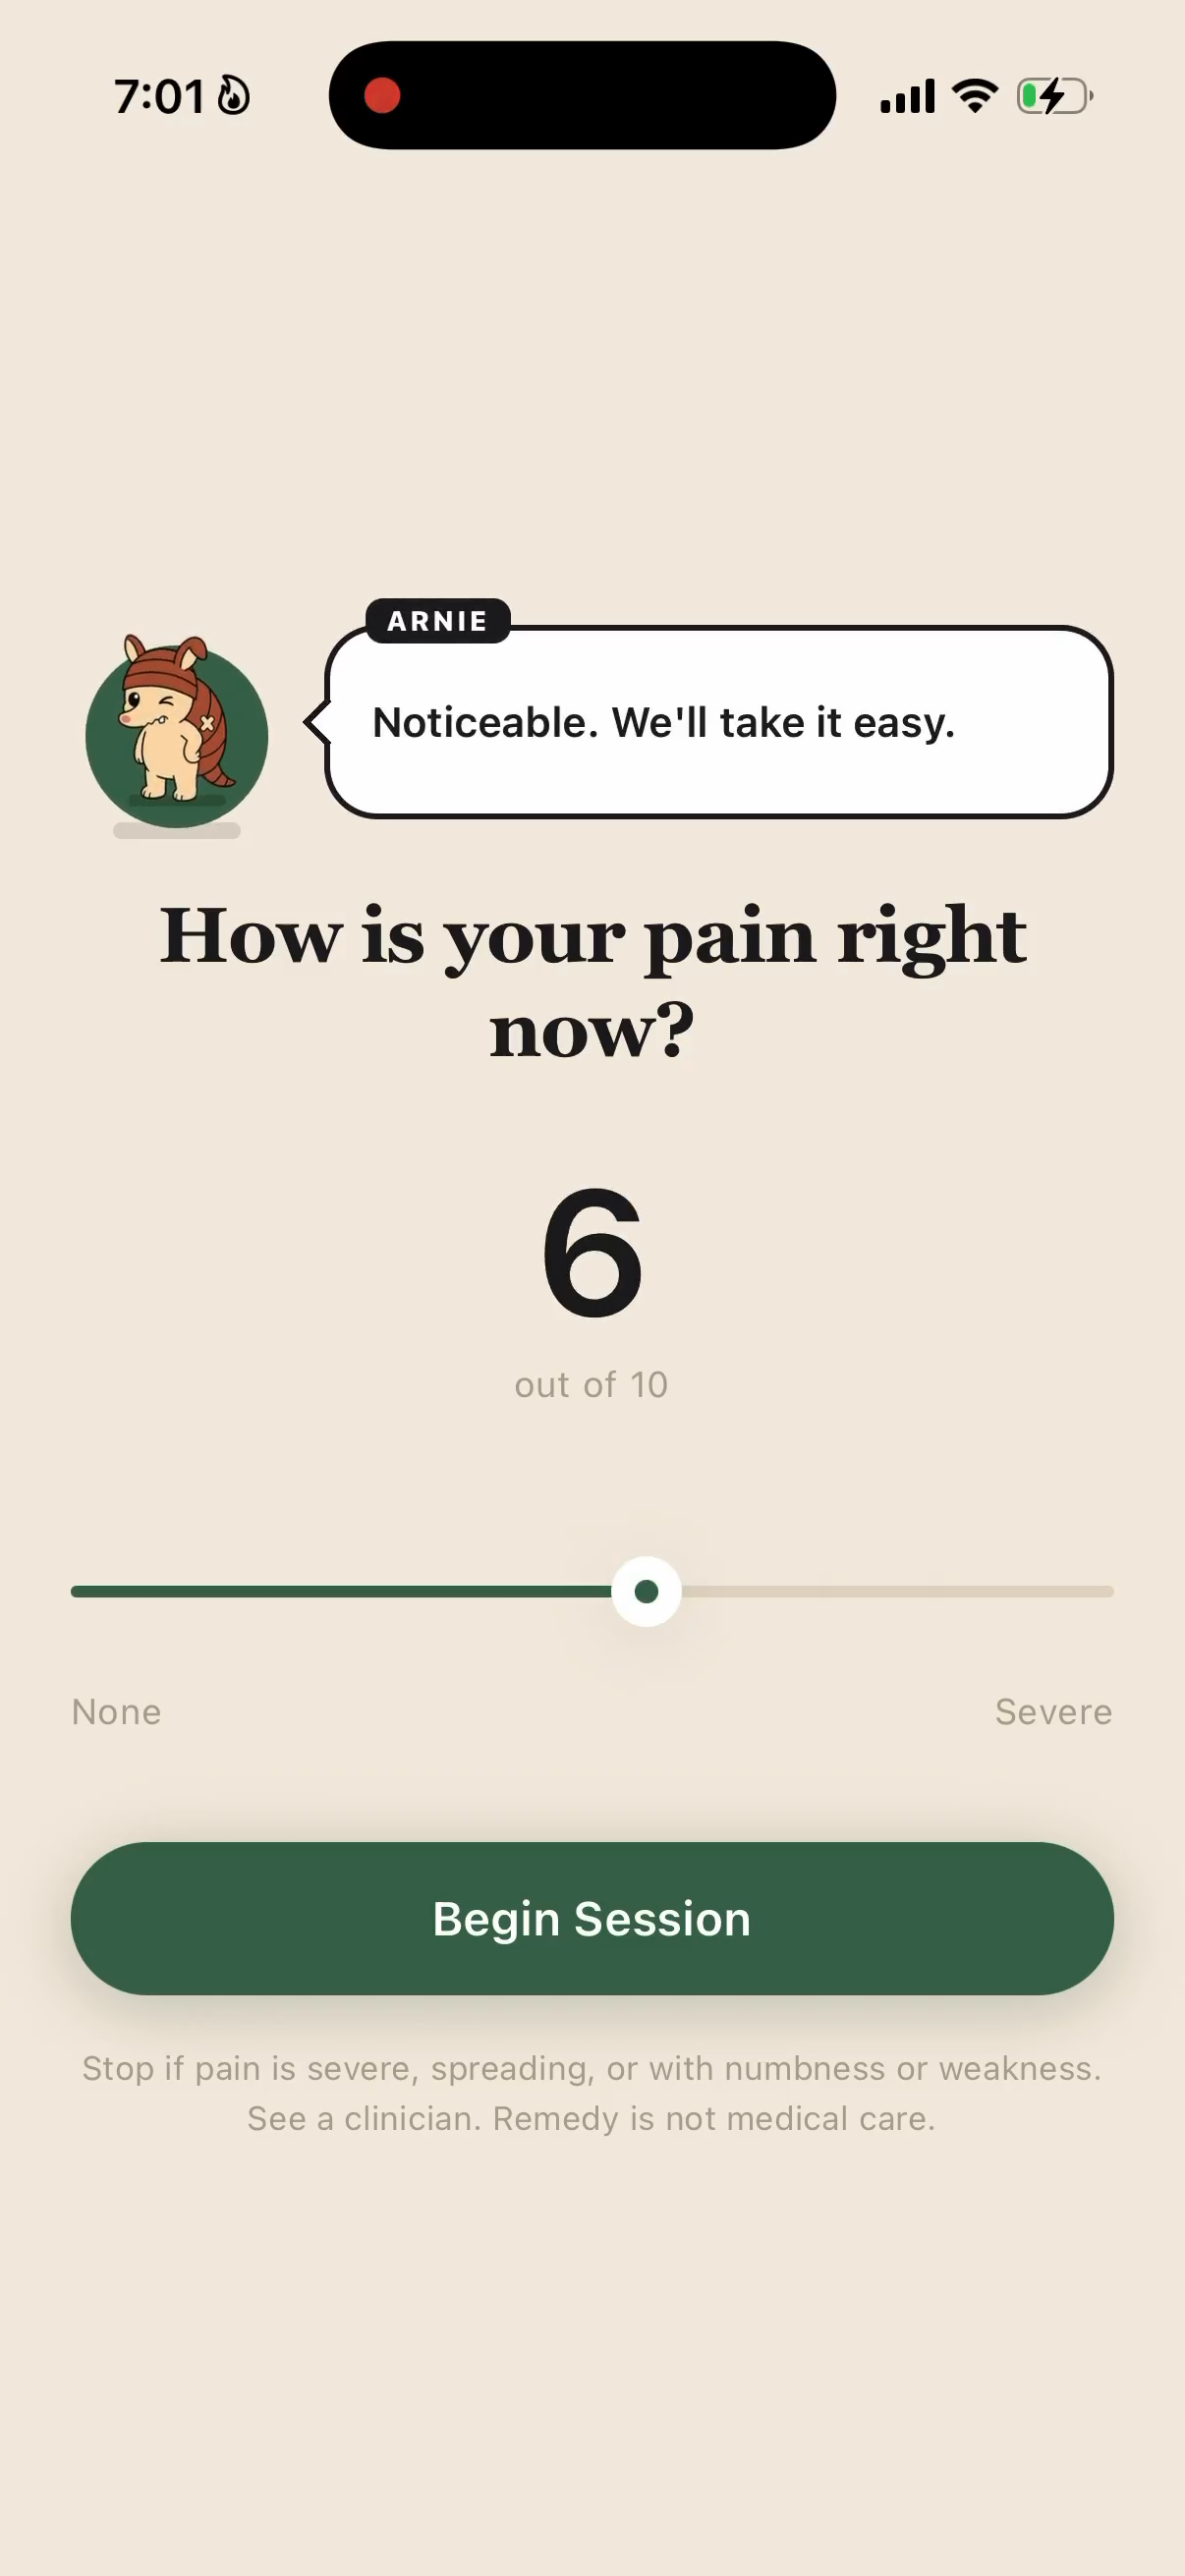 7:01
ARNIE
Noticeable. We'll take it easy.
How is your pain right
now?
6
out of 10
None
Severe
Begin Session
Stop if pain is severe, spreading, or with numbness or weakness.
See a clinician. Remedy is not medical care.